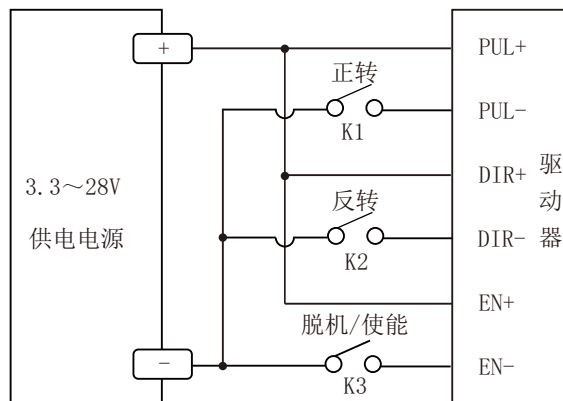 +
PUL+
正转
K1
PUL-
3.3～28V
供电电源
DIR+
驱动器
反转
K2
DIR-
EN+
脱机/使能
-
K3
EN-